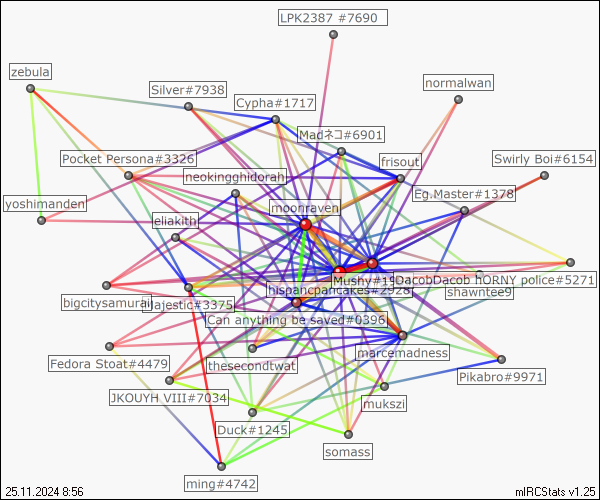 LPK2387 #7690
zebula
normalwan
Silver#7938
Cypha#1717
Madネコ#6901
frisout
Pocket Persona#3326
Swirly Boi#6154
neokingghidorah
Eg.Master#1378
yoshimanden
moorraven
eliakith
Mushy#19
DacobDacob
HORNY police#5271
hispancpancakes#2928
shawntee9
bigcitysamurai
majestic#3375
Can anything be saved#0396
marcemadness
Fedora Stoat#4479
thesecondtwat
Pikabro#9971
JKOUYH VIII#7034
mukszi
Duck#1245
somass
ming#4742
25.11.2024 8:56
mIRCStats v1.25